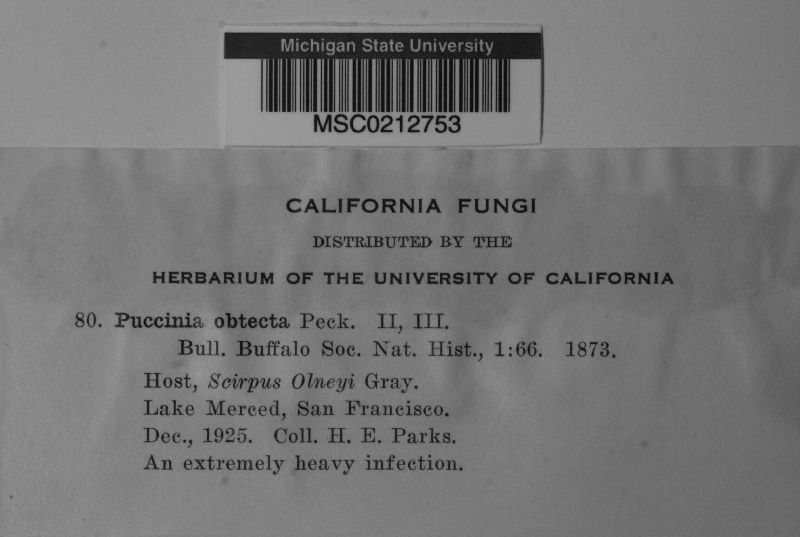 Michigan State University
MSC0212753
CALIFORNIA FUNGI
DISTRIBUTED BY THE
HERBARIUM OF THE UNIVERSITY OF CALIFORNIA
80. Puccinia obtecta Peck. II, III.
Bull. Buffalo Soc. Nat. Hist., 1:66. 1873.
Host, Scirpus Olneyi Gray.
Lake Merced, San Francisco.
Dec., 1925. Coll. H. E. Parks.
An extremely heavy infection.